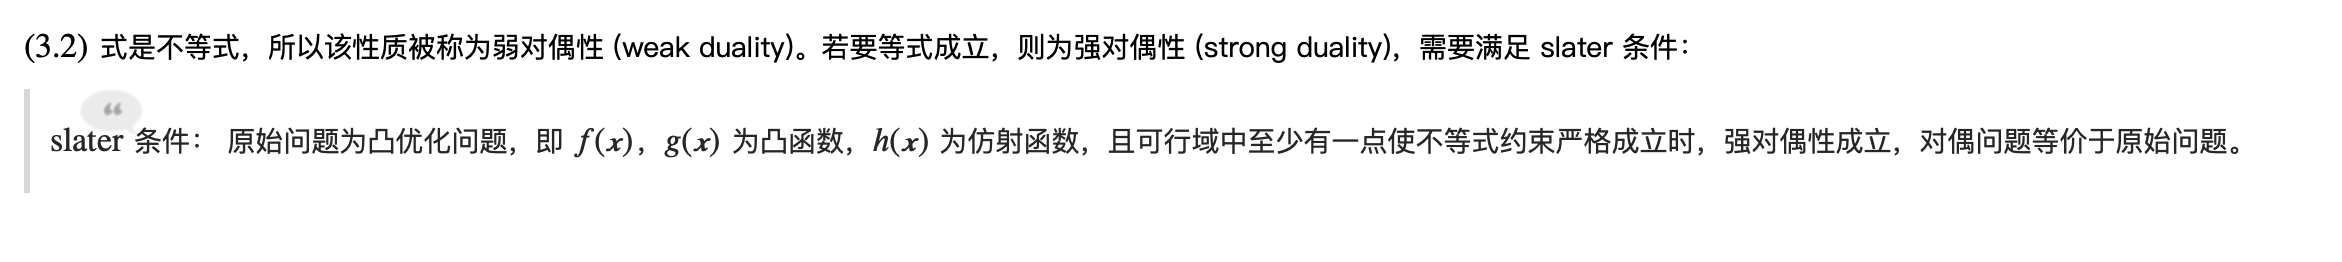 (3.2) 式是不等式，所以该性质被称为弱对偶性 (weak duality)。若要等式成立，则为强对偶性 (strong duality)，需要满足 slater 条件：
“
slater 条件： 原始问题为凸优化问题，即 f(x)，g(x) 为凸函数，h(x) 为仿射函数，且可行域中至少有一点使不等式约束严格成立时，强对偶性成立，对偶问题等价于原始问题。